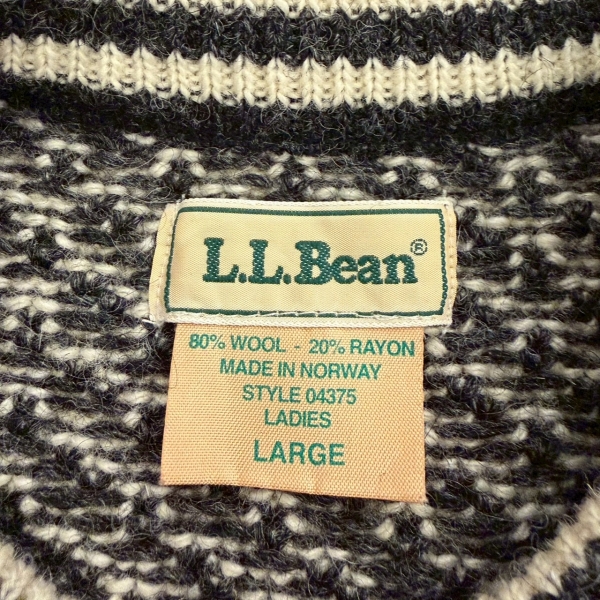 L.L.Bean®
80% WOOL - 20% RAYON
MADE IN NORWAY
STYLE 04375
LADIES
LARGE